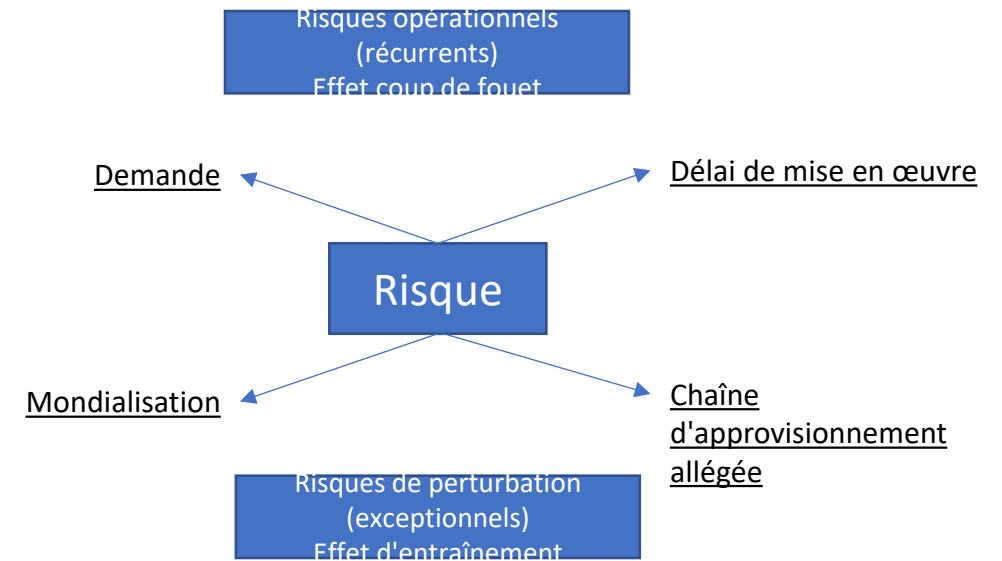 Risques opérationnels
(récurrents)
Effet coup de fouet
Demande
Délai de mise en œuvre
Risque
Mondialisation
Chaîne
d'approvisionnement
allégée
Risques de perturbation
(exceptionnels)
Effet d'entraînement